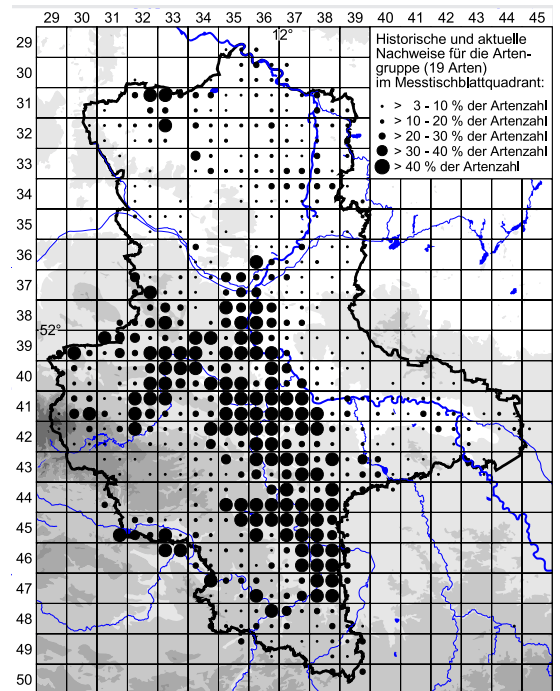 29 30 31 32 33 34 35 36 37 38 39 40 41 42 43 44 45
12°
29
30
31
32
33
34
35
36
37
38
52°
39
40
41
42
43
44
45
46
47
48
49
50
Historische und aktuelle
Nachweise für die Arten-
gruppe (19 Arten)
im Messtischblattquadrant:
> 3 - 10 % der Artenzahl
> 10 - 20 % der Artenzahl
> 20 - 30 % der Artenzahl
> 30 - 40 % der Artenzahl
> 40 % der Artenzahl